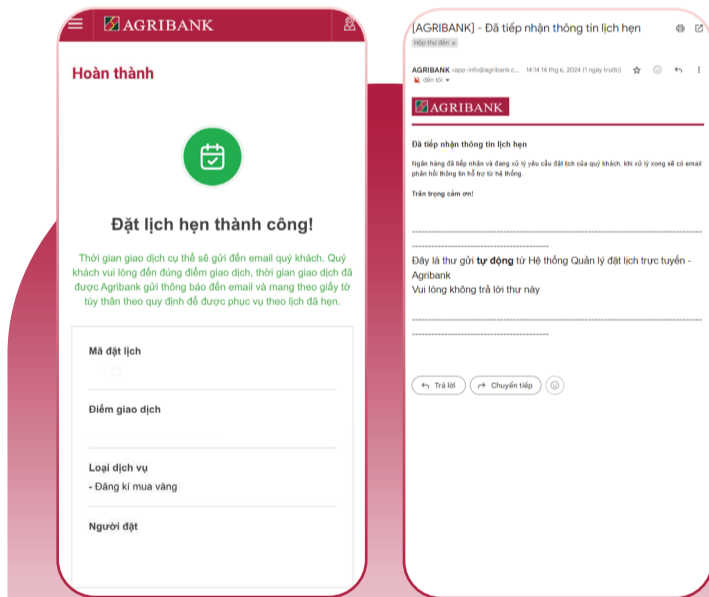 AGRIBANK
Hoàn thành
Đặt lịch hẹn thành công!
Thời gian giao dịch cụ thể sẽ gửi đến email quý khách. Quý
khách vui lòng đến đúng điểm giao dịch, thời gian giao dịch đã
được Agribank gửi thông báo đến email và mang theo giấy tờ
tùy thân theo quy định để được phục vụ theo lịch đã hẹn.
Mã đặt lịch
Điểm giao dịch
Loại dịch vụ
- Đăng kí mua vàng
Người đặt
[AGRIBANK] - Đã tiếp nhận thông tin lịch hẹn
Hộp thư đến x
AGRIBANK <app-info@agribank.c... 14:14 14 thg 6, 2024 (1 ngày trước)
đến tôi
AGRIBANK
Đã tiếp nhận thông tin lịch hẹn
Ngân hàng đã tiếp nhận và đang xử lý yêu cầu đặt lịch của quý khách, khi xử lý xong sẽ có email
phản hồi thông tin hỗ trợ từ hệ thống.
Trân trọng cảm ơn!
Đây là thư gửi tự động từ Hệ thống Quản lý đặt lịch trực tuyến -
Agribank
Vui lòng không trả lời thư này
Trả lời
Chuyển tiếp